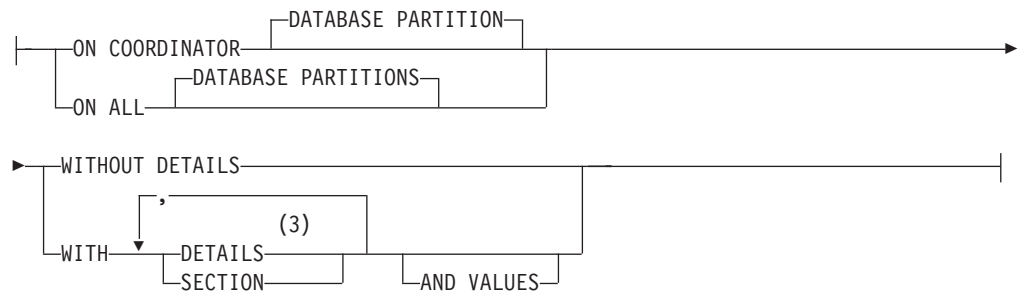 DATABASE PARTITION
ON COORDINATOR
DATABASE PARTITIONS
ON ALL
WITHOUT DETAILS
,
(3)
WITH DETAILS
SECTION AND VALUES